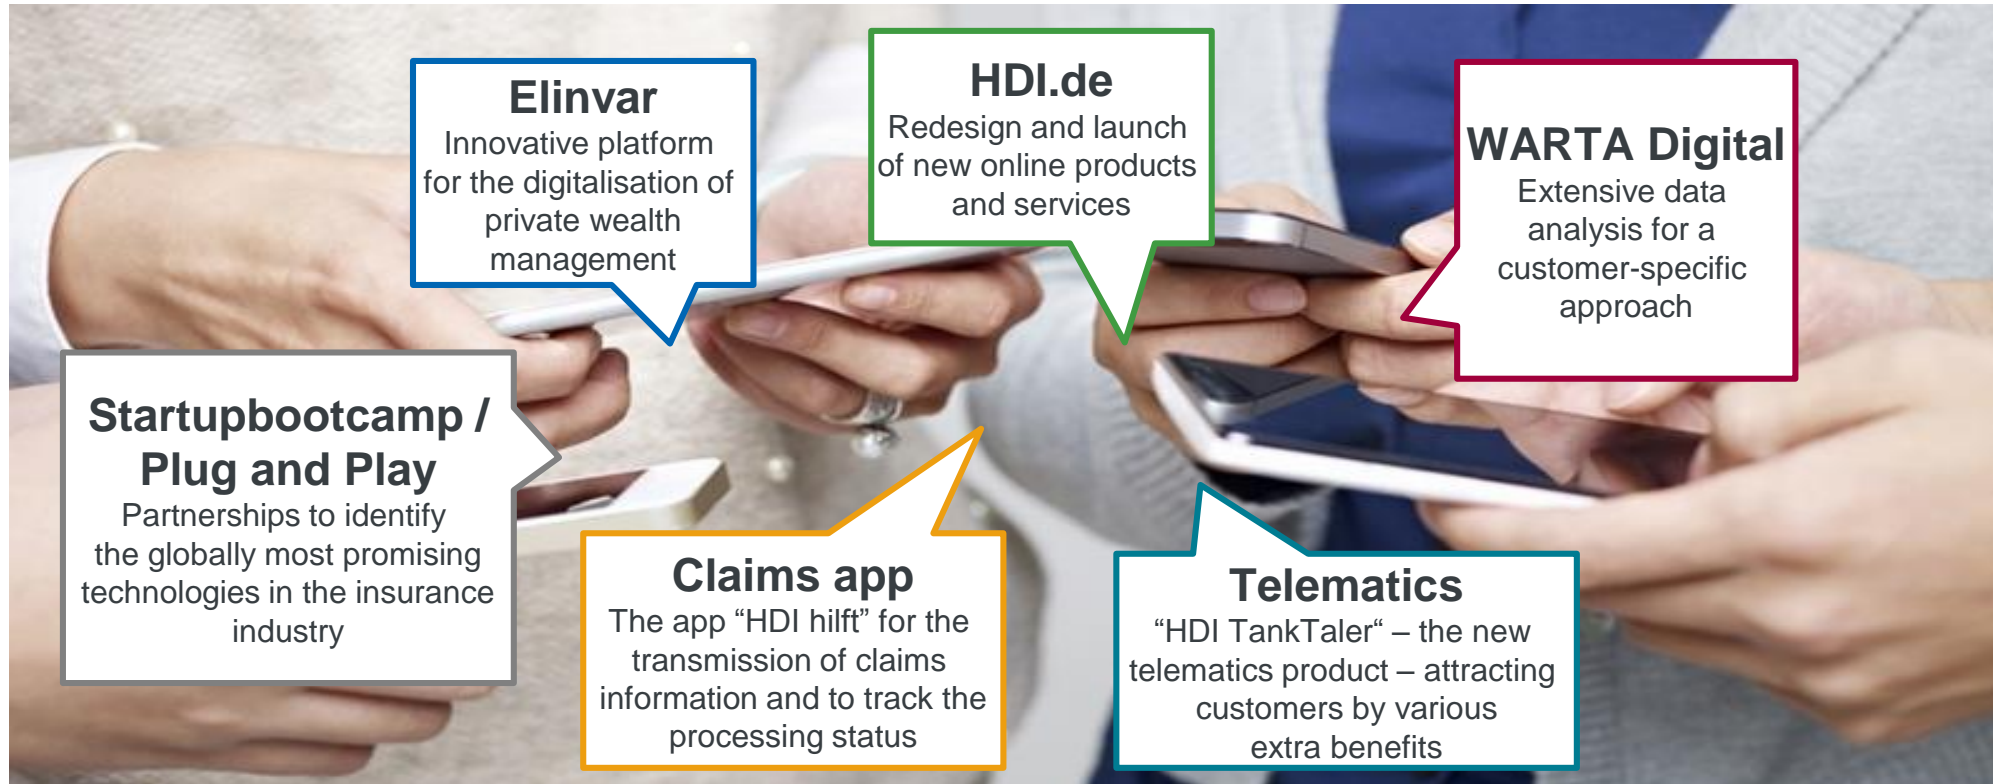 Elinvar
Innovative platform
for the digitalisation of
private wealth
management
HDI.de
Redesign and launch
of new online products
and services
WARTA Digital
Extensive data
analysis for a
customer-specific
approach
Startupbootcamp /
Plug and Play
Partnerships to identify
the globally most promising
technologies in the insurance
industry
Claims app
The app “HDI hilft” for the
transmission of claims
information and to track the
processing status
Telematics
“HDI TankTaler“ – the new
telematics product – attracting
customers by various
extra benefits